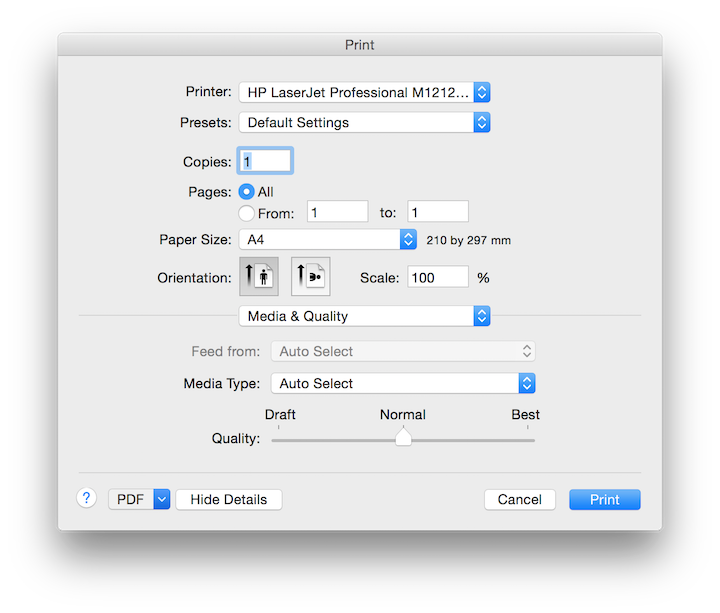 Print
Printer: HP LaserJet Professional M1212...
Presets: Default Settings
Copies: 1
Pages: All
From: 1 to: 1
Paper Size: A4 210 by 297 mm
Orientation: Scale: 100 %
Media & Quality
Feed from: Auto Select
Media Type: Auto Select
Draft Normal Best
Quality:
? PDF Hide Details Cancel Print